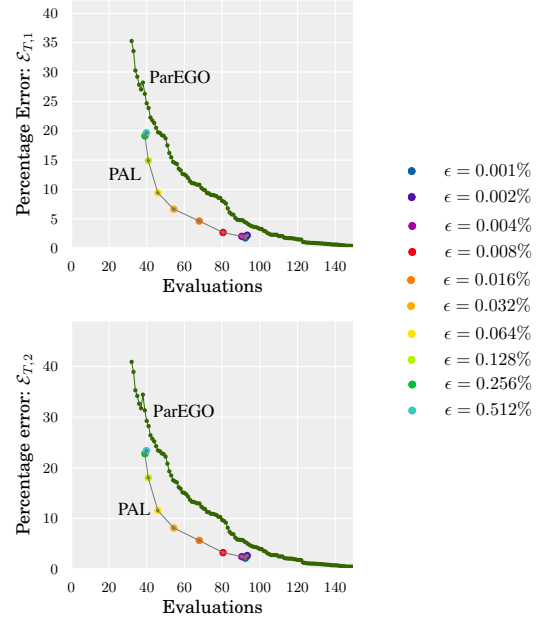 40
35
30
25
20
15
10
5
0
Percentage Error: $\mathcal{E}_{T,1}$
ParEGO
PAL
0 20 40 60 80 100 120 140
Evaluations
40
30
20
10
0
Percentage error: $\mathcal{E}_{T,2}$
ParEGO
PAL
0 20 40 60 80 100 120 140
Evaluations
ϵ = 0.001%
ϵ = 0.002%
ϵ = 0.004%
ϵ = 0.008%
ϵ = 0.016%
ϵ = 0.032%
ϵ = 0.064%
ϵ = 0.128%
ϵ = 0.256%
ϵ = 0.512%